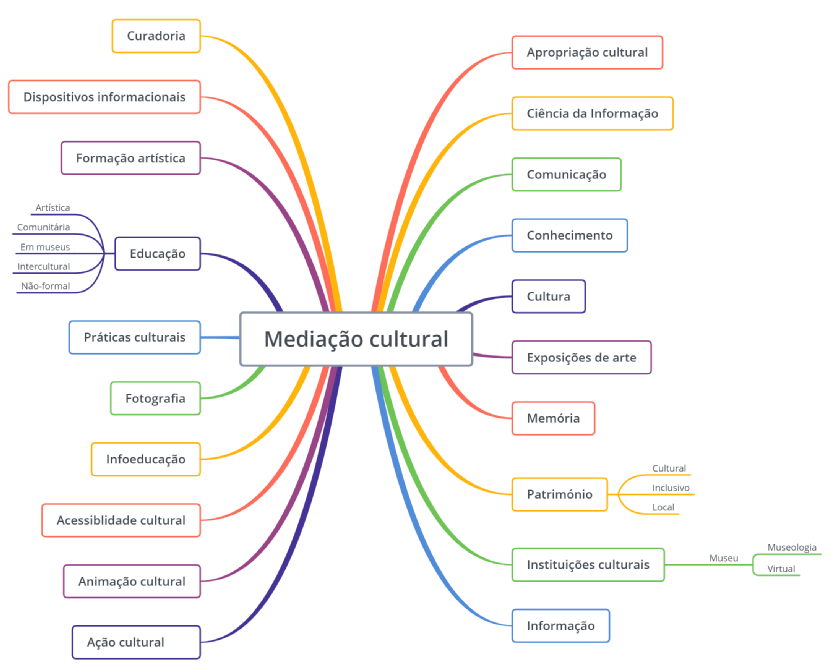 Mediação cultural
Curadoria
Dispositivos informacionais
Formação artística
Educação
Artística
Comunitária
Em museus
Intercultural
Não-formal
Práticas culturais
Fotografia
Infoeducação
Acessiblidade cultural
Animação cultural
Ação cultural
Apropriação cultural
Ciência da Informação
Comunicação
Conhecimento
Cultura
Exposições de arte
Memória
Património
Cultural
Inclusivo
Local
Instituições culturais
Museu
Museologia
Virtual
Informação